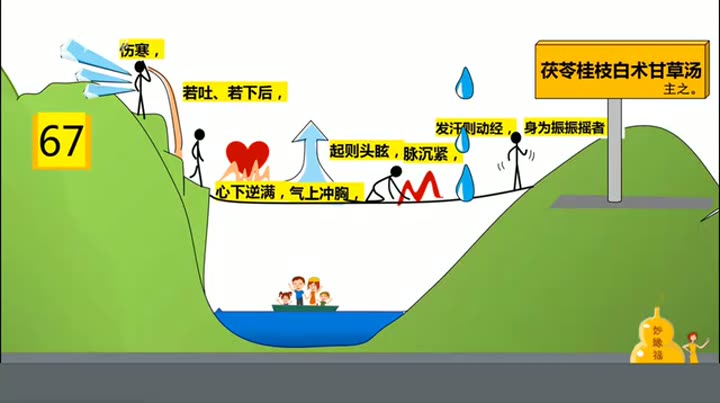 伤寒，
若吐、若下后，
67
心下逆满，气上冲胸，
起则头眩，脉沉紧，
发汗则动经，身为振振摇者
茯苓桂枝白术甘草汤
主之。
妙
缘
福